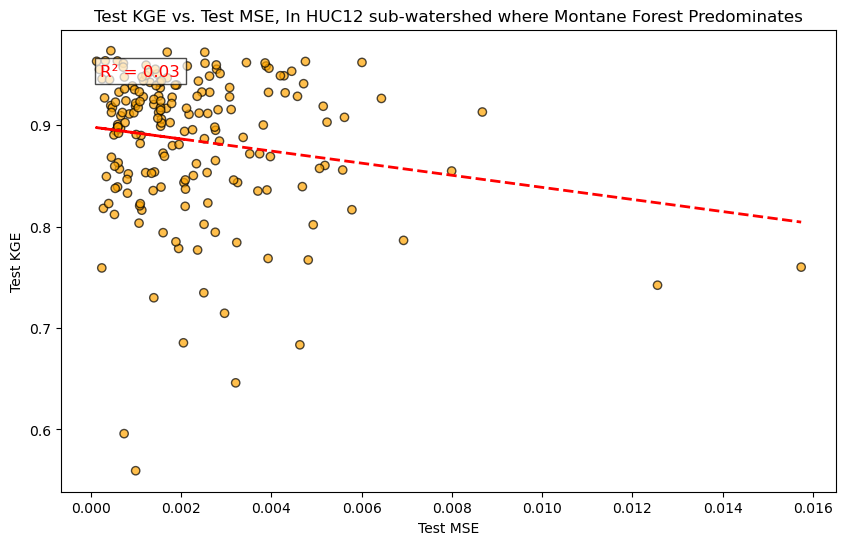 Test KGE vs. Test MSE, In HUC12 sub-watershed where Montane Forest Predominates
R² = 0.03
0.9
0.8
0.7
0.6
Test KGE
0.000 0.002 0.004 0.006 0.008 0.010 0.012 0.014 0.016
Test MSE